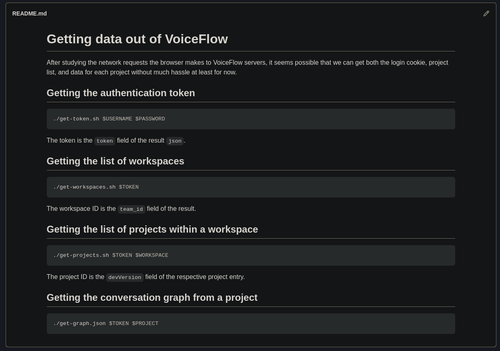 README.md
Getting data out of VoiceFlow
After studying the network requests the browser makes to VoiceFlow servers, it seems possible that we can get both the login cookie, project
list, and data for each project without much hassle at least for now.
Getting the authentication token
./get-token.sh $USERNAME $PASSWORD
The token is the token field of the result json.
Getting the list of workspaces
./get-workspaces.sh $TOKEN
The workspace ID is the team_id field of the result.
Getting the list of projects within a workspace
./get-projects.sh $TOKEN $WORKSPACE
The project ID is the devVersion field of the respective project entry.
Getting the conversation graph from a project
./get-graph.json $TOKEN $PROJECT